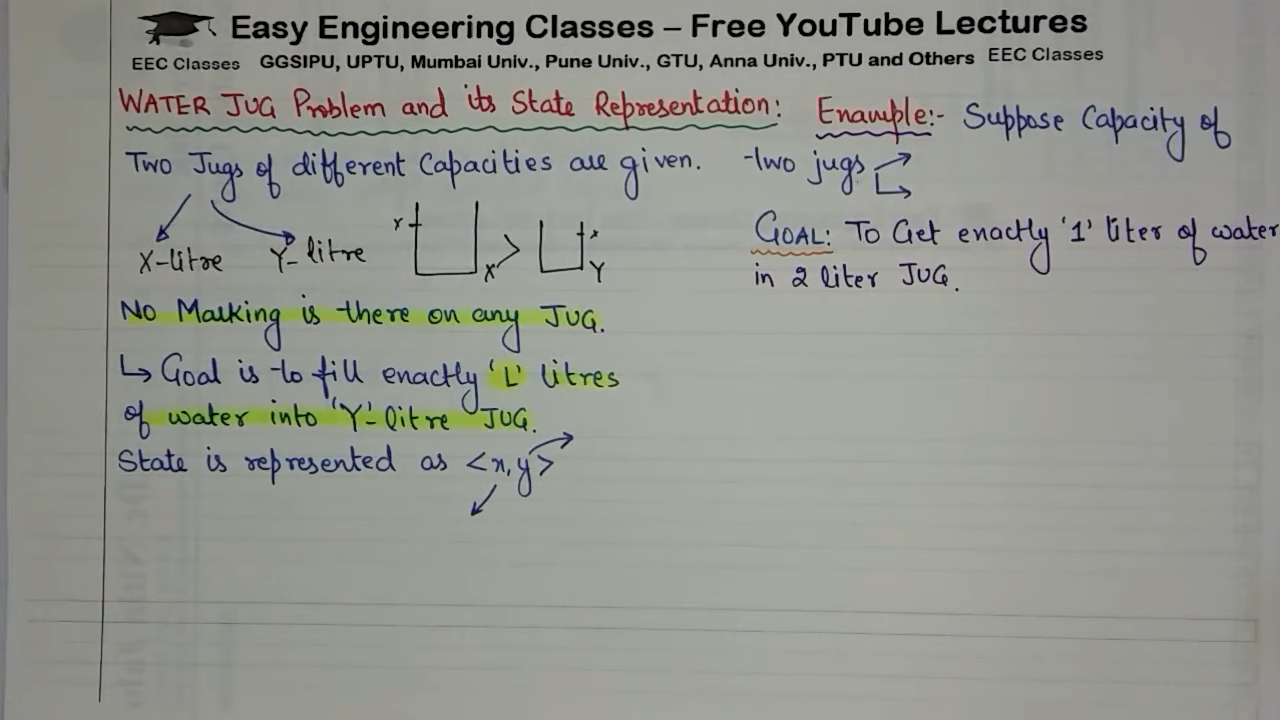 Easy Engineering Classes – Free YouTube Lectures
EEC Classes GGSIPU, UPTU, Mumbai Univ., Pune Univ., GTU, Anna Univ., PTU and Others EEC Classes
WATER JUG Problem and its State Representation:
Two Jugs of different Capacities are given.
X-litre Y-litre
x X > x Y
No Marking is there on any JUG.
↳ Goal is to fill enactly 'L' litres
of water into 'Y'-litre JUG.
State is represented as <x,y>
Enample:- Suppose Capacity of
two jugs
GOAL: To Get enactly '1' liter of water
in 2 liter JUG.